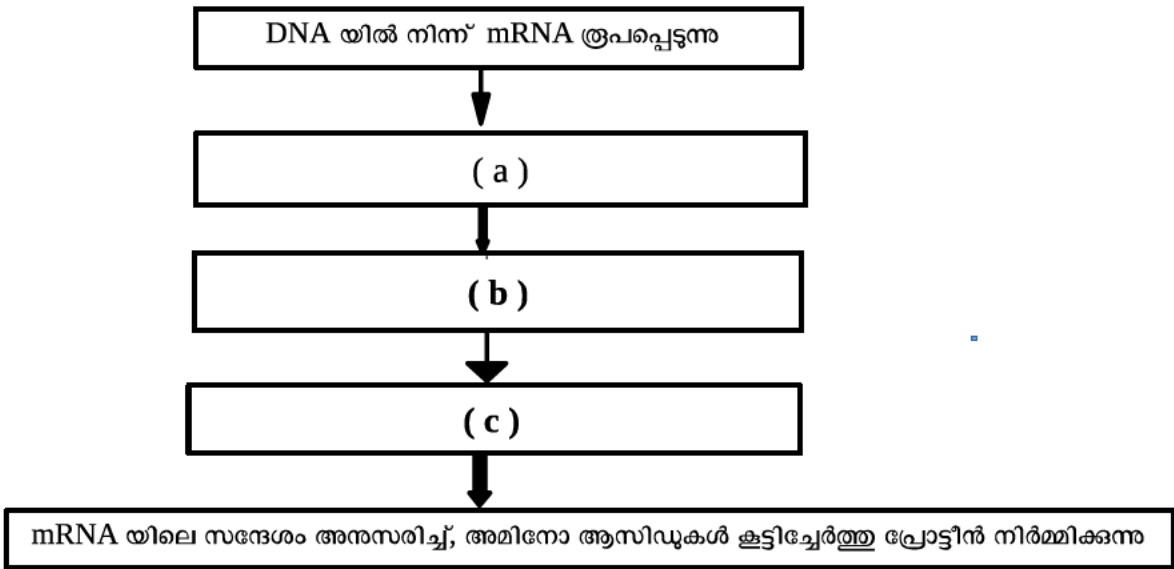 DNA യിൽ നിന്ന് mRNA രൂപപ്പെടുന്നു
( a )
( b )
( c )
mRNA യിലെ സന്ദേശം അനുസരിച്ച്, അമിനോ ആസിഡുകൾ കൂട്ടിച്ചേർത്തു പ്രോട്ടീൻ നിർമ്മിക്കുന്നു